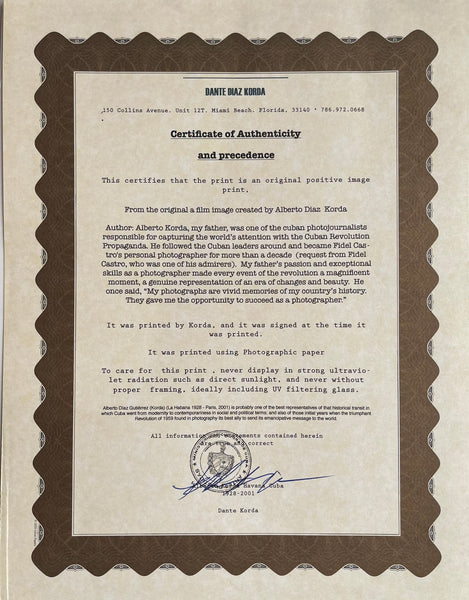 DANTE DIAZ KORDA
150 Collins Avenue. Unit 12T. Miami Beach. Florida, 33140 • 786.972.0668
Certificate of Authenticity
and precedence
This certifies that the print is an original positive image
print.
From the original a film image created by Alberto Diaz Korda
Author: Alberto Korda, my father, was one of the cuban photojournalists
responsible for capturing the world's attention with the Cuban Revolution
Propaganda. He followed the Cuban leaders around and became Fidel Cas-
tro's personal photographer for more than a decade (request from Fidel
Castro, who was one of his admirers). My father's passion and exceptional
skills as a photographer made every event of the revolution a magnificent
moment, a genuine representation of an era of changes and beauty. He
once said, "My photographs are vivid memories of my country's history.
They gave me the opportunity to succeed as a photographer."
It was printed by Korda, and it was signed at the time it
was printed.
It was printed using Photographic paper
To care for this print , never display in strong ultravio-
let radiation such as direct sunlight, and never without
proper framing, ideally including UV filtering glass.
Alberto Díaz Gutiérrez (Korda) (La Habana 1928 - Paris, 2001) is probably one of the best representatives of that historical transit in
which Cuba went from modernity to contemporariness in social and political terms; and also of those initial years when the triumphant
Revolution of 1959 found in photography its best ally to send its emancipatory message to the world.
All information and statements contained herein
are true and correct
Korda Havana Cuba
1928-2001
Dante Korda